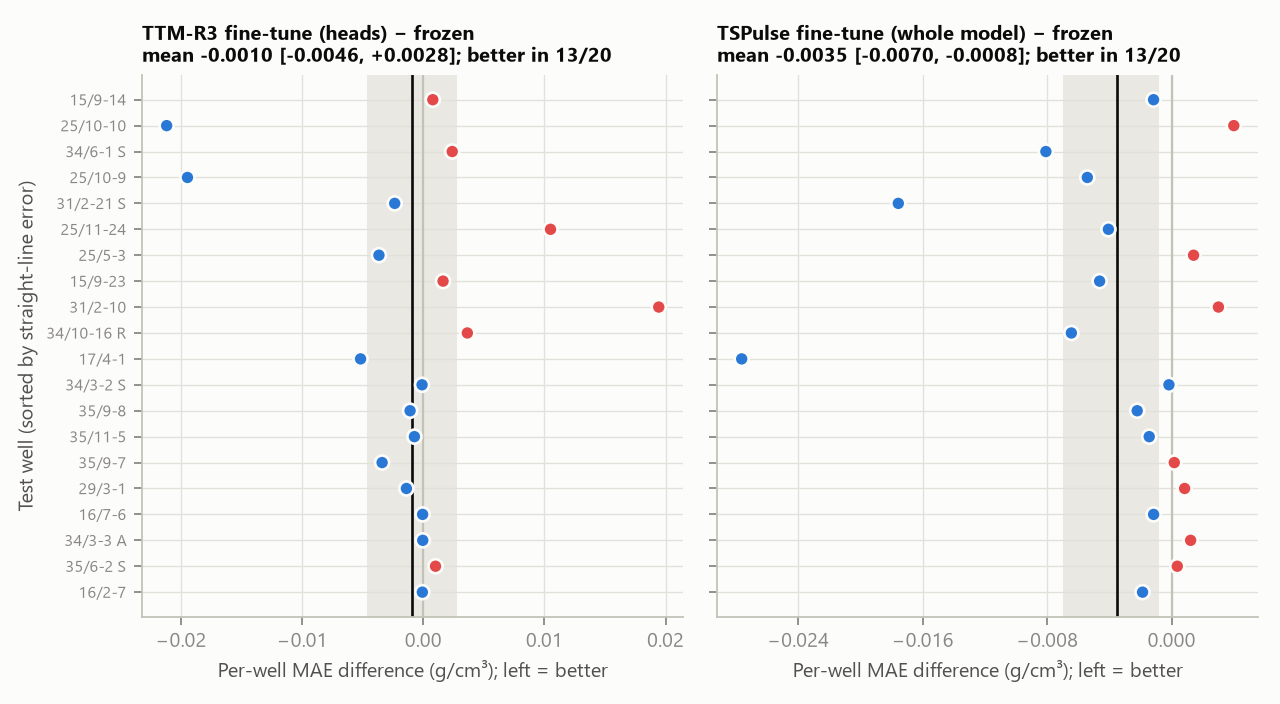 TTM-R3 fine-tune (heads) − frozen
mean -0.0010 [-0.0046, +0.0028]; better in 13/20
TSPulse fine-tune (whole model) − frozen
mean -0.0035 [-0.0070, -0.0008]; better in 13/20
Test well (sorted by straight-line error)
15/9-14
25/10-10
34/6-1 S
25/10-9
31/2-21 S
25/11-24
25/5-3
15/9-23
31/2-10
34/10-16 R
17/4-1
34/3-2 S
35/9-8
35/11-5
35/9-7
29/3-1
16/7-6
34/3-3 A
35/6-2 S
16/2-7
−0.02 −0.01 0.00 0.01 0.02
−0.024 −0.016 −0.008 0.000
Per-well MAE difference (g/cm³); left = better
Per-well MAE difference (g/cm³); left = better